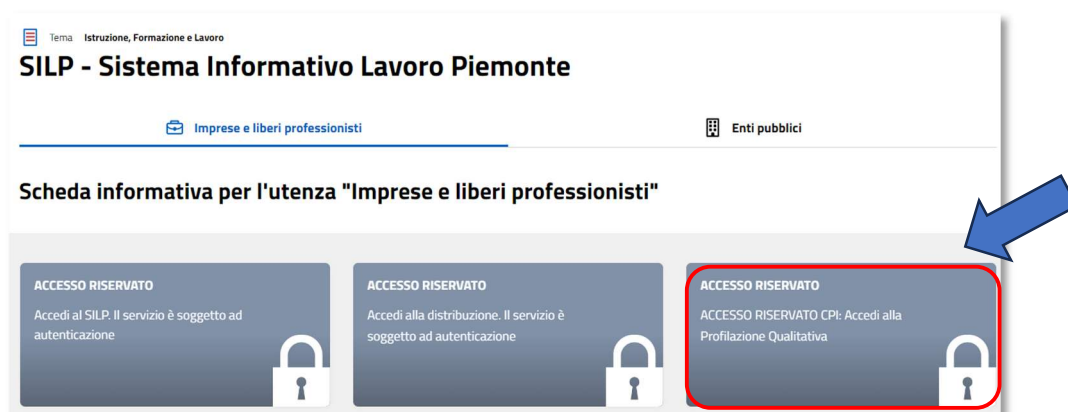 Tema Istruzione, Formazione e Lavoro
SILP - Sistema Informativo Lavoro Piemonte
Imprese e liberi professionisti
Enti pubblici
Scheda informativa per l'utenza "Imprese e liberi professionisti"
ACCESSO RISERVATO
Accedi al SILP. Il servizio è soggetto ad
autenticazione
ACCESSO RISERVATO
Accedi alla distribuzione. Il servizio è
soggetto ad autenticazione
ACCESSO RISERVATO
ACCESSO RISERVATO CPI: Accedi alla
Profilazione Qualitativa